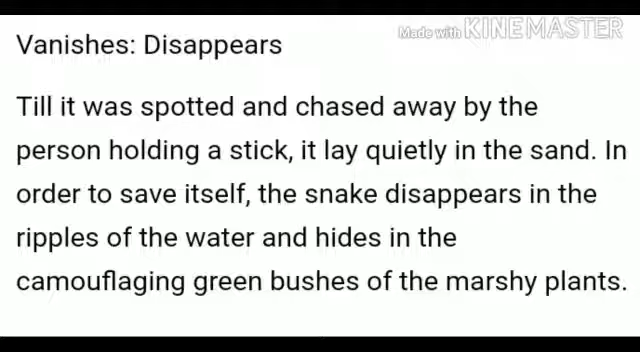 Made with KINEMASTER
Vanishes: Disappears
Till it was spotted and chased away by the
person holding a stick, it lay quietly in the sand. In
order to save itself, the snake disappears in the
ripples of the water and hides in the
camouflaging green bushes of the marshy plants.